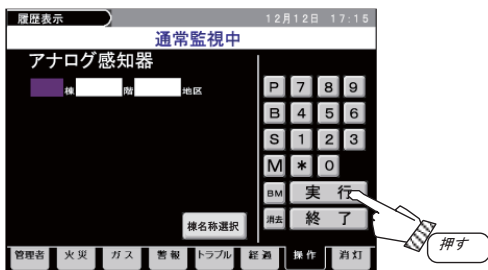 履歴表示
12月12日 17:15
通常監視中
アナログ感知器
棟 階 地区
P 7 8 9
B 4 5 6
S 1 2 3
M * 0
BM 実 行
消去 終 了
棟名称選択
押す
管理者 火災 ガス 警報 トラブル 経過 操作 消灯